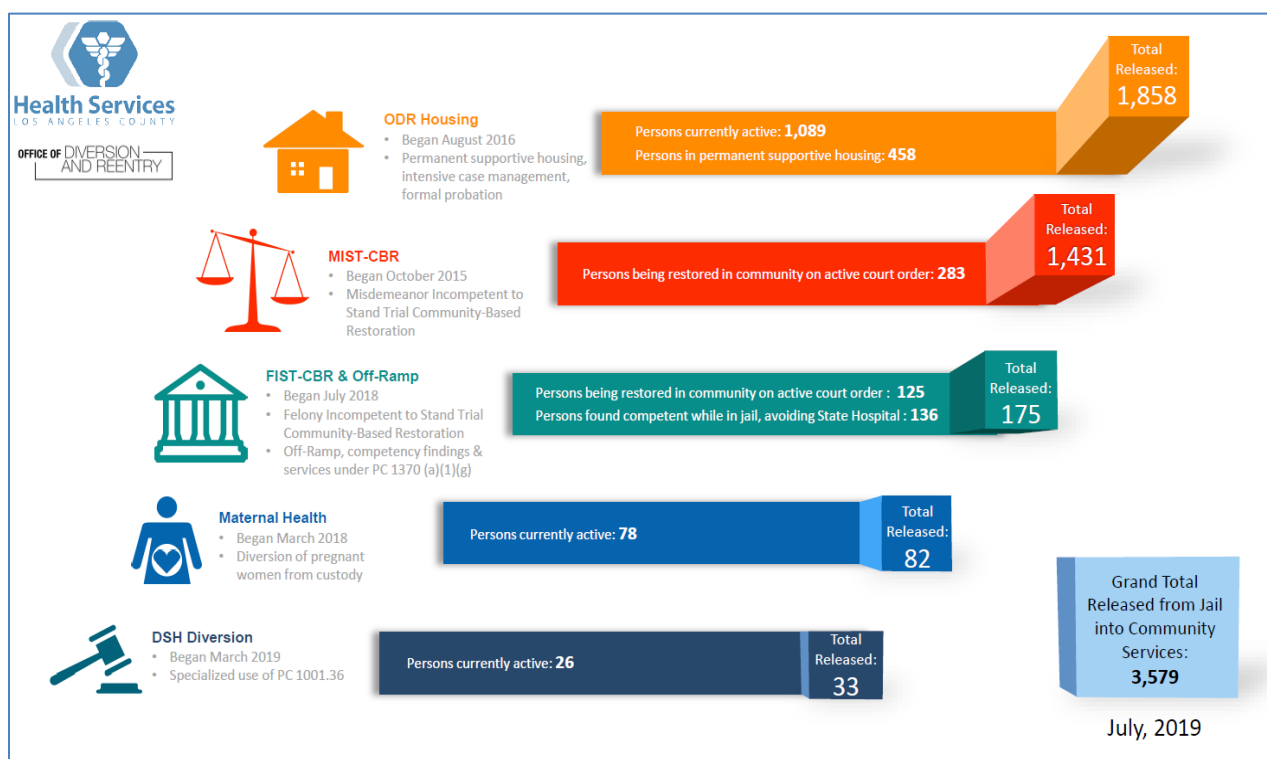 Health Services
LOS ANGELES COUNTY
OFFICE OF DIVERSION
AND REENTRY
ODR Housing
• Began August 2016
• Permanent supportive housing,
intensive case management,
formal probation
Persons currently active: 1,089
Persons in permanent supportive housing: 458
Total
Released:
1,858
MIST-CBR
• Began October 2015
• Misdemeanor Incompetent to
Stand Trial Community-Based
Restoration
Persons being restored in community on active court order: 283
Total
Released:
1,431
FIST-CBR & Off-Ramp
• Began July 2018
• Felony Incompetent to Stand Trial
Community-Based Restoration
• Off-Ramp, competency findings &
services under PC 1370 (a)(1)(g)
Persons being restored in community on active court order : 125
Persons found competent while in jail, avoiding State Hospital : 136
Total
Released:
175
Maternal Health
• Began March 2018
• Diversion of pregnant
women from custody
Persons currently active: 78
Total
Released:
82
DSH Diversion
• Began March 2019
• Specialized use of PC 1001.36
Persons currently active: 26
Total
Released:
33
Grand Total
Released from Jail
into Community
Services:
3,579
July, 2019